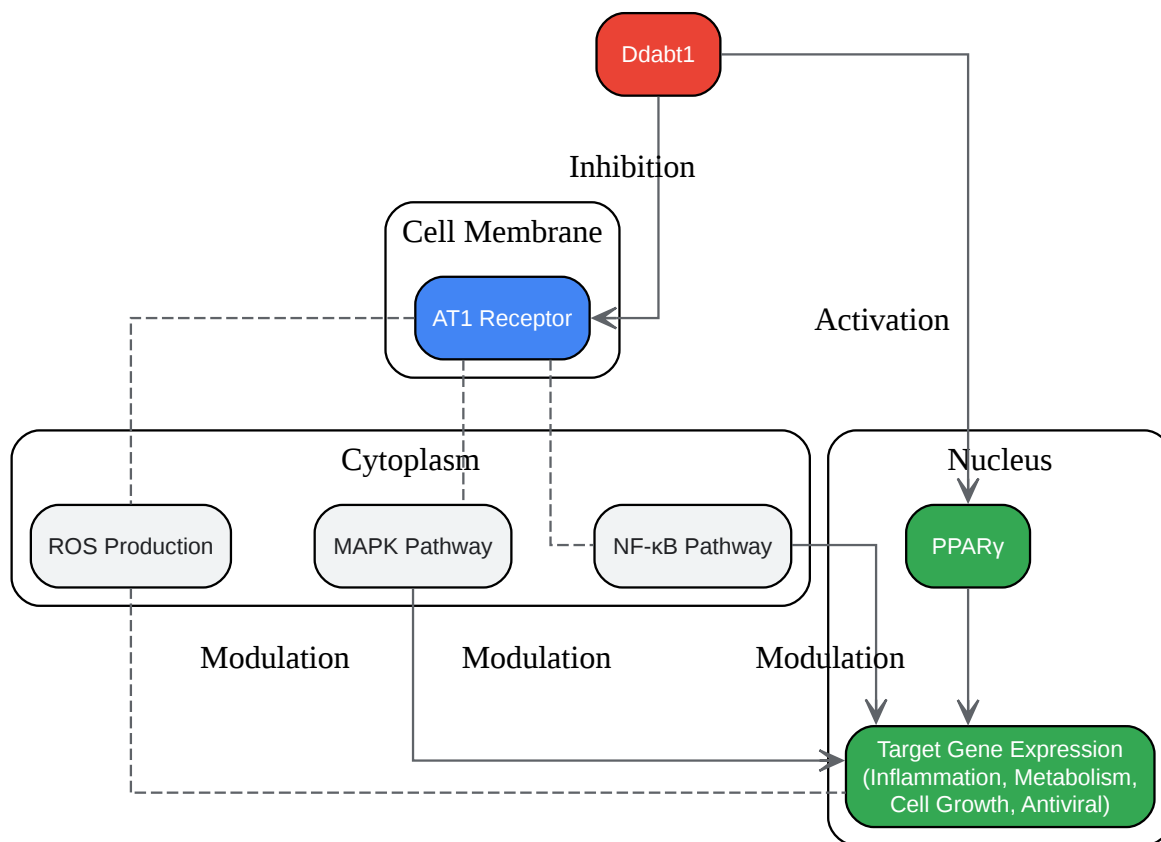 Ddabt1
Inhibition
Cell Membrane
AT1 Receptor
Activation
Cytoplasm
Nucleus
ROS Production
MAPK Pathway
NF-κB Pathway
PPARγ
Modulation
Modulation
Modulation
Target Gene Expression
(Inflammation, Metabolism,
Cell Growth, Antiviral)